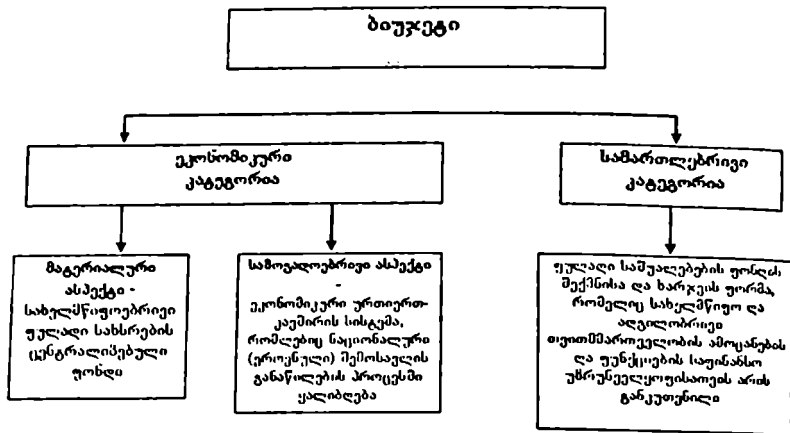 ბიუჯეტი
ეკონომიკური
კატეგორია
სამართლებრივი
კატეგორია
მატერიალური
ასპექტი -
სახელმწიფოებრივი
ფულადი სახსრების
ცენტრალიზებული
ფონდი
საზოგადოებრივი ასპექტი
-
ეკონომიკური ურთიერთ-
კავშირის სისტემა,
რომლებიც ნაციონალური
(ეროვნული) შემოსავლის
განაწილების პროცესში
ყალიბდება
ფულადი საშუალებების ფონდის
შექმნისა და ხარჯვის ფორმა,
რომელიც სახელმწიფო და
ადგილობრივი
თვითმმართველობის ამოცანების
და ფუნქციების საფინანსო
უზრუნველყოფისათვის არის
განკუთვნილი